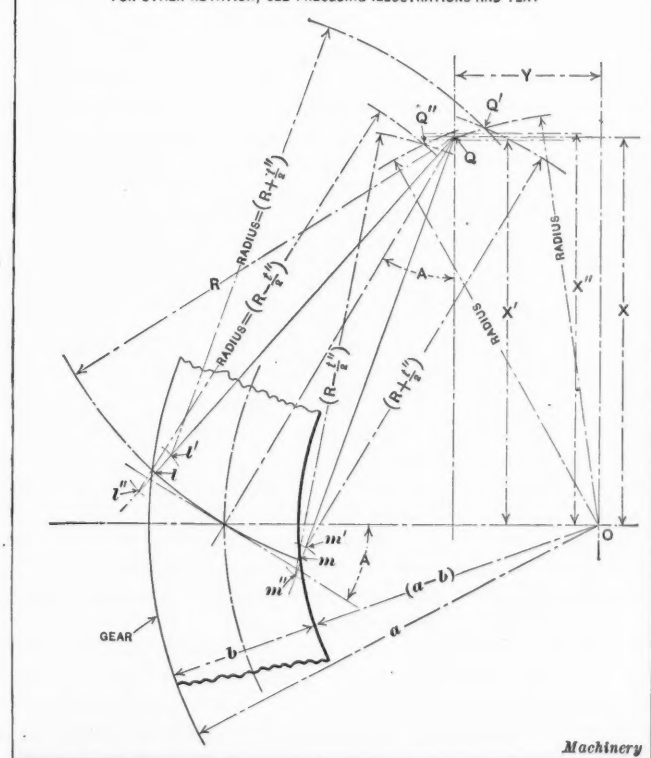 FOR OTHER NOTATION, SEE PRECEDING ILLUSTRATIONS AND TEXT
Y
Q″
Q′
Q
RADIUS=(R+t″/2)
R
RADIUS=(R-t″/2)
A
X′
RADIUS
RADIUS
X″
X
(R-t″/2)
(R+t″/2)
l′
l
l″
m′
m
m″
A
O
(a-b)
a
b
GEAR
Machinery